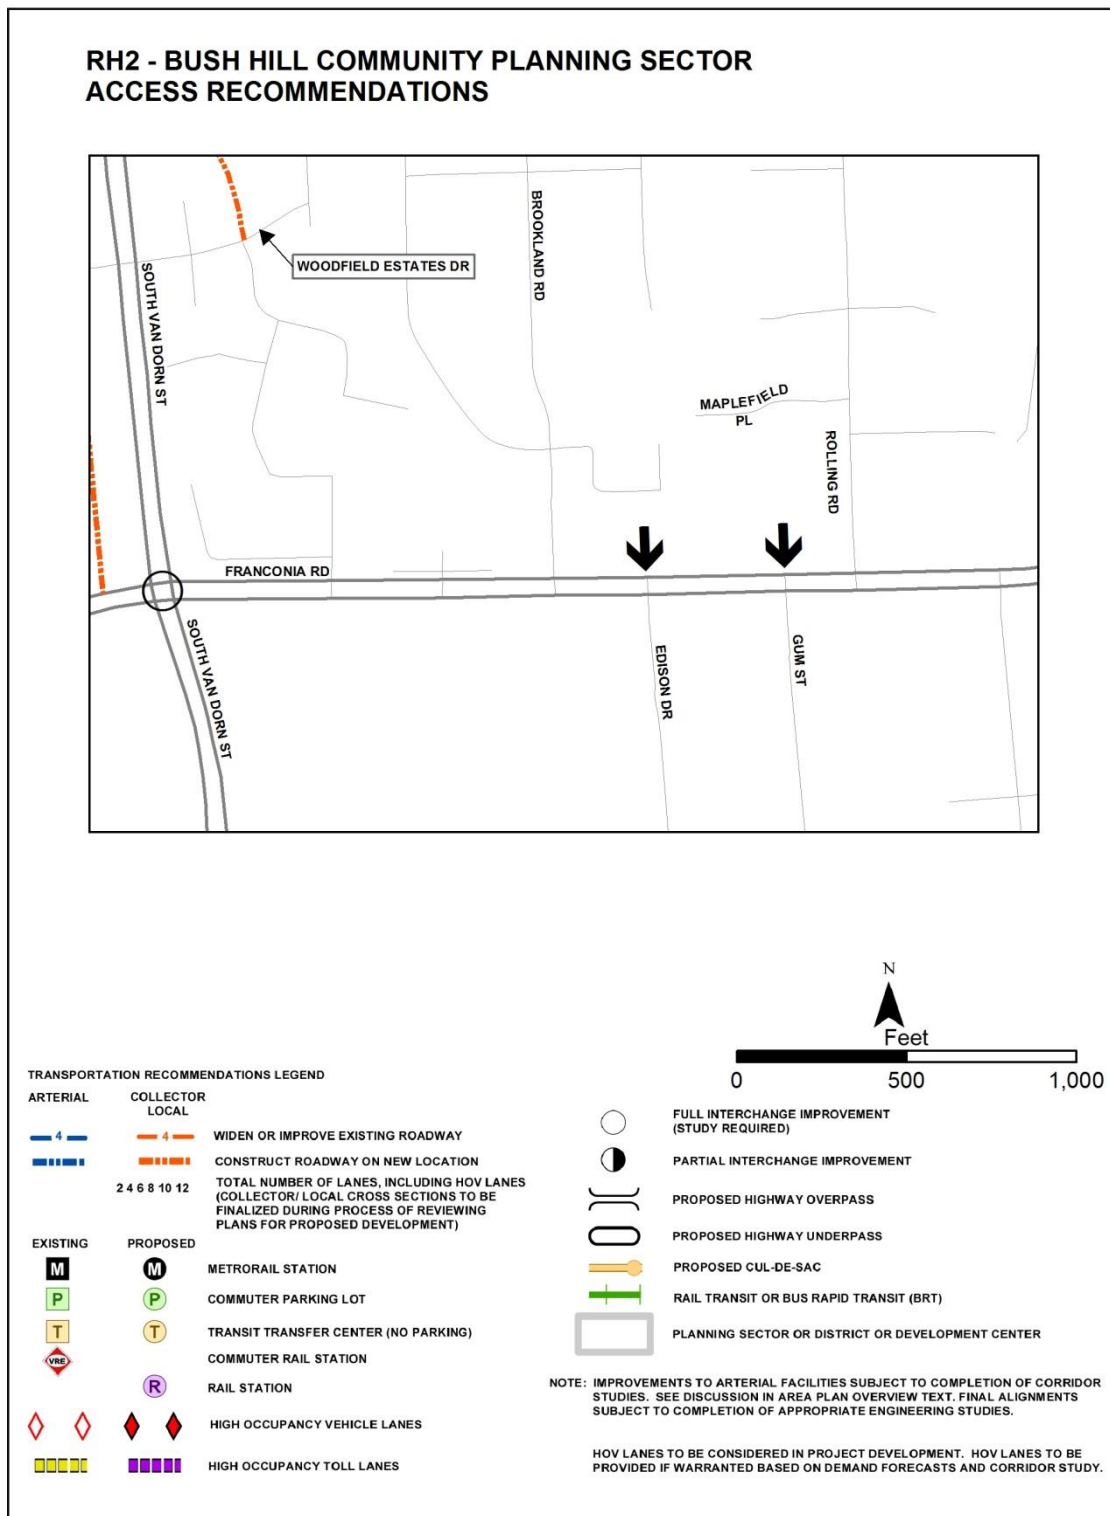 RH2 - BUSH HILL COMMUNITY PLANNING SECTOR
ACCESS RECOMMENDATIONS
BROOKLAND RD
WOODFIELD ESTATES DR
SOUTH VAN DORN ST
MAPLEFIELD
PL
ROLLING RD
FRANCONIA RD
SOUTH VAN DORN ST
EDISON DR
GUM ST
N
Feet
0 500 1,000
TRANSPORTATION RECOMMENDATIONS LEGEND
ARTERIAL COLLECTOR
LOCAL
4 4 WIDEN OR IMPROVE EXISTING ROADWAY
CONSTRUCT ROADWAY ON NEW LOCATION
2 4 6 8 10 12 TOTAL NUMBER OF LANES, INCLUDING HOV LANES
(COLLECTOR/ LOCAL CROSS SECTIONS TO BE
FINALIZED DURING PROCESS OF REVIEWING
PLANS FOR PROPOSED DEVELOPMENT)
EXISTING PROPOSED
M M METRORAIL STATION
P P COMMUTER PARKING LOT
T T TRANSIT TRANSFER CENTER (NO PARKING)
VRE COMMUTER RAIL STATION
R RAIL STATION
HIGH OCCUPANCY VEHICLE LANES
HIGH OCCUPANCY TOLL LANES
FULL INTERCHANGE IMPROVEMENT
(STUDY REQUIRED)
PARTIAL INTERCHANGE IMPROVEMENT
PROPOSED HIGHWAY OVERPASS
PROPOSED HIGHWAY UNDERPASS
PROPOSED CUL-DE-SAC
RAIL TRANSIT OR BUS RAPID TRANSIT (BRT)
PLANNING SECTOR OR DISTRICT OR DEVELOPMENT CENTER
NOTE: IMPROVEMENTS TO ARTERIAL FACILITIES SUBJECT TO COMPLETION OF CORRIDOR
STUDIES. SEE DISCUSSION IN AREA PLAN OVERVIEW TEXT. FINAL ALIGNMENTS
SUBJECT TO COMPLETION OF APPROPRIATE ENGINEERING STUDIES.
HOV LANES TO BE CONSIDERED IN PROJECT DEVELOPMENT. HOV LANES TO BE
PROVIDED IF WARRANTED BASED ON DEMAND FORECASTS AND CORRIDOR STUDY.